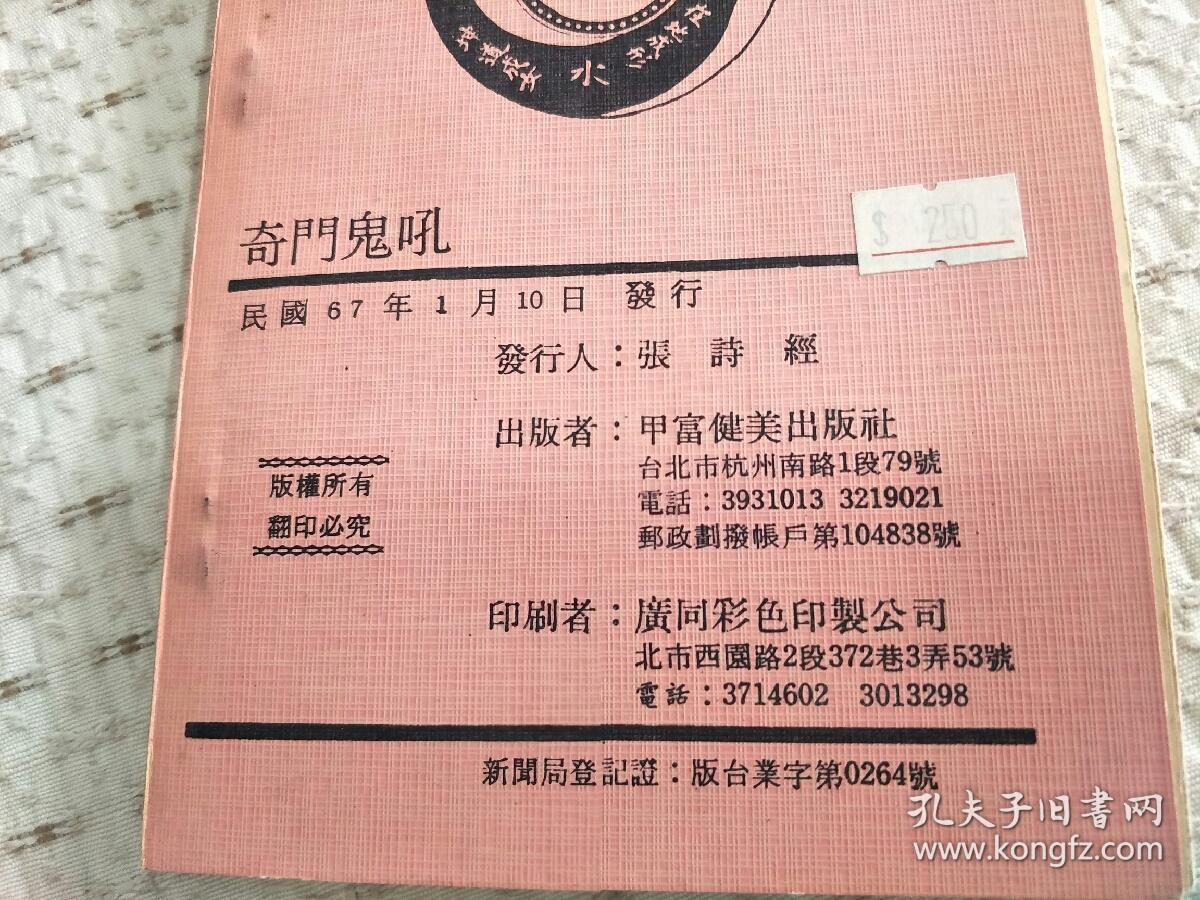 坤道成女
水
奇門鬼吼
$ 250 元
民國 67 年 1 月 10 日 發行
發行人：張 詩 經
出版者：甲富健美出版社
台北市杭州南路1段79號
電話：3931013 3219021
郵政劃撥帳戶第104838號
版權所有
翻印必究
印刷者：廣同彩色印製公司
北市西園路2段372巷3弄53號
電話：3714602 3013298
新聞局登記證：版台業字第0264號
孔夫子旧书网
www.kongfz.com